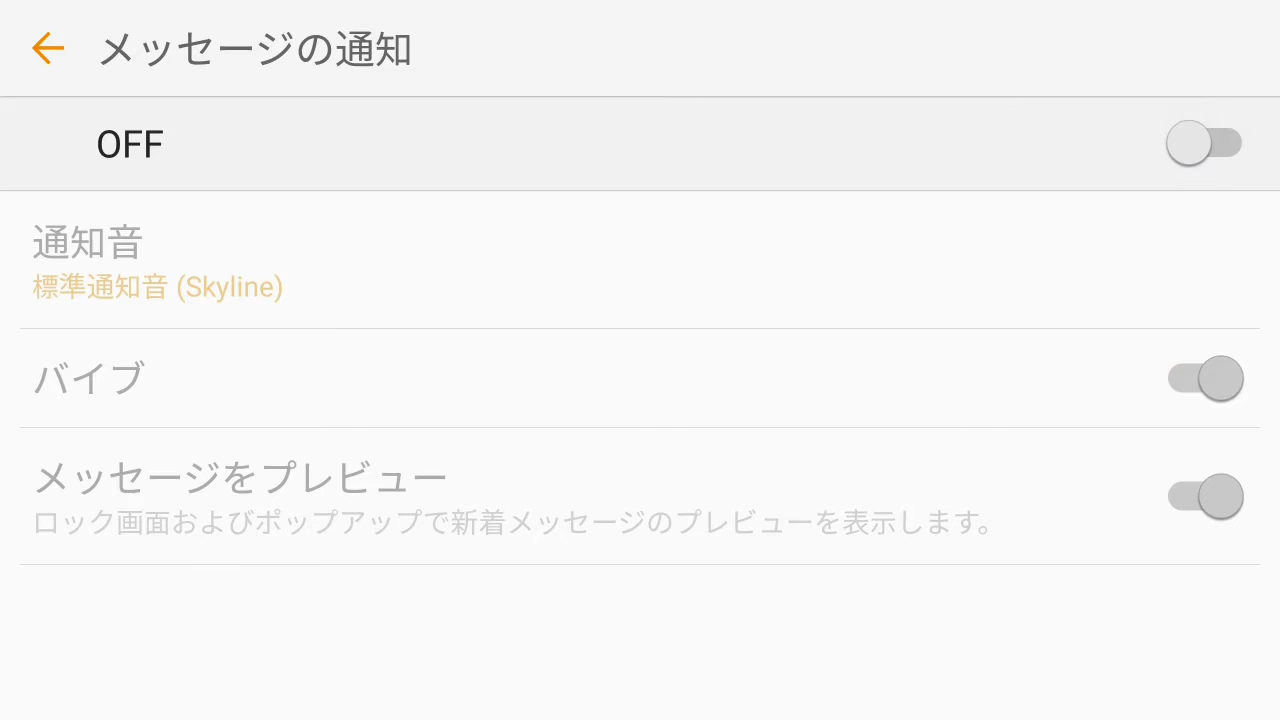 メッセージの通知
OFF
通知音
標準通知音 (Skyline)
バイブ
メッセージをプレビュー
ロック画面およびポップアップで新着メッセージのプレビューを表示します。